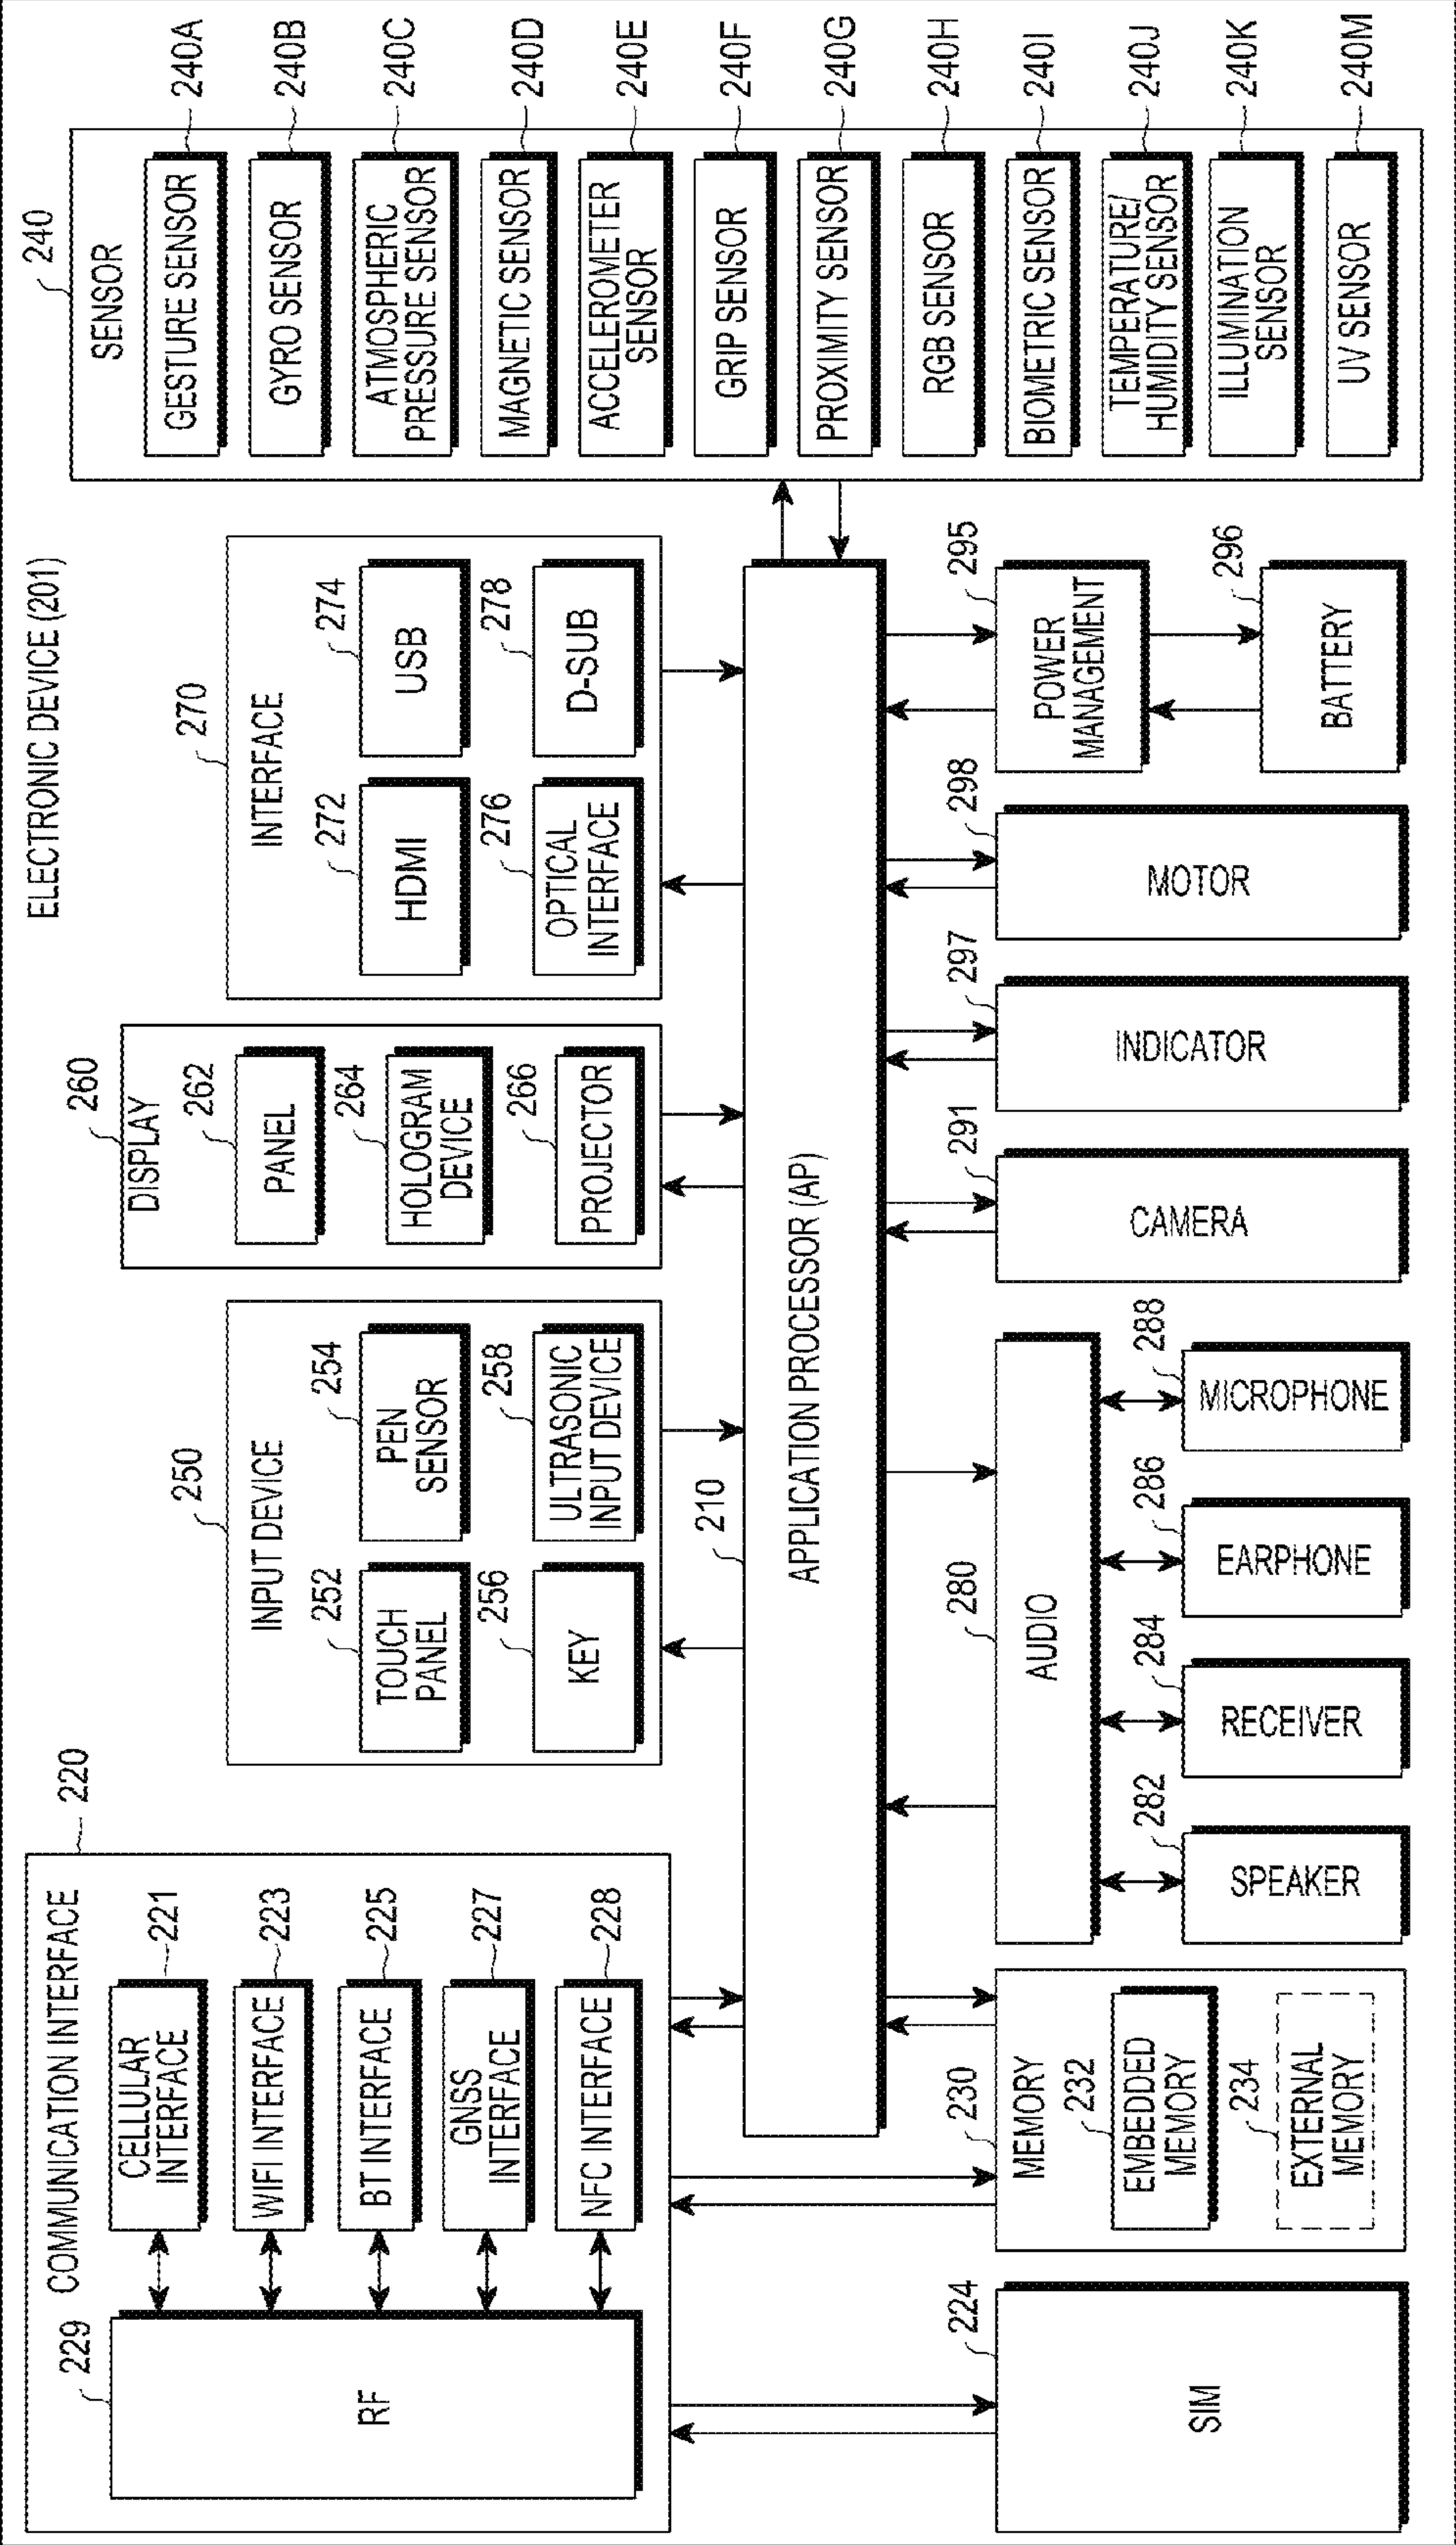 ELECTRONIC DEVICE (201)
220
COMMUNICATION INTERFACE
229
RF
CELLULAR
INTERFACE
221
WIFI INTERFACE
223
BT INTERFACE
225
GNSS
INTERFACE
227
NFC INTERFACE
228
250
INPUT DEVICE
252
TOUCH
PANEL
254
PEN
SENSOR
256
KEY
258
ULTRASONIC
INPUT DEVICE
260
DISPLAY
262
PANEL
264
HOLOGRAM
DEVICE
266
PROJECTOR
270
INTERFACE
272
HDMI
274
USB
276
OPTICAL
INTERFACE
278
D-SUB
240
SENSOR
GESTURE SENSOR
240A
GYRO SENSOR
240B
ATMOSPHERIC
PRESSURE SENSOR
240C
MAGNETIC SENSOR
240D
ACCELEROMETER
SENSOR
240E
GRIP SENSOR
240F
PROXIMITY SENSOR
240G
RGB SENSOR
240H
BIOMETRIC SENSOR
240I
TEMPERATURE/
HUMIDITY SENSOR
240J
ILLUMINATION
SENSOR
240K
UV SENSOR
240M
210
APPLICATION PROCESSOR (AP)
224
SIM
230
MEMORY
232
EMBEDDED
MEMORY
234
EXTERNAL
MEMORY
280
AUDIO
282
SPEAKER
284
RECEIVER
286
EARPHONE
288
MICROPHONE
291
CAMERA
297
INDICATOR
298
MOTOR
295
POWER
MANAGEMENT
296
BATTERY